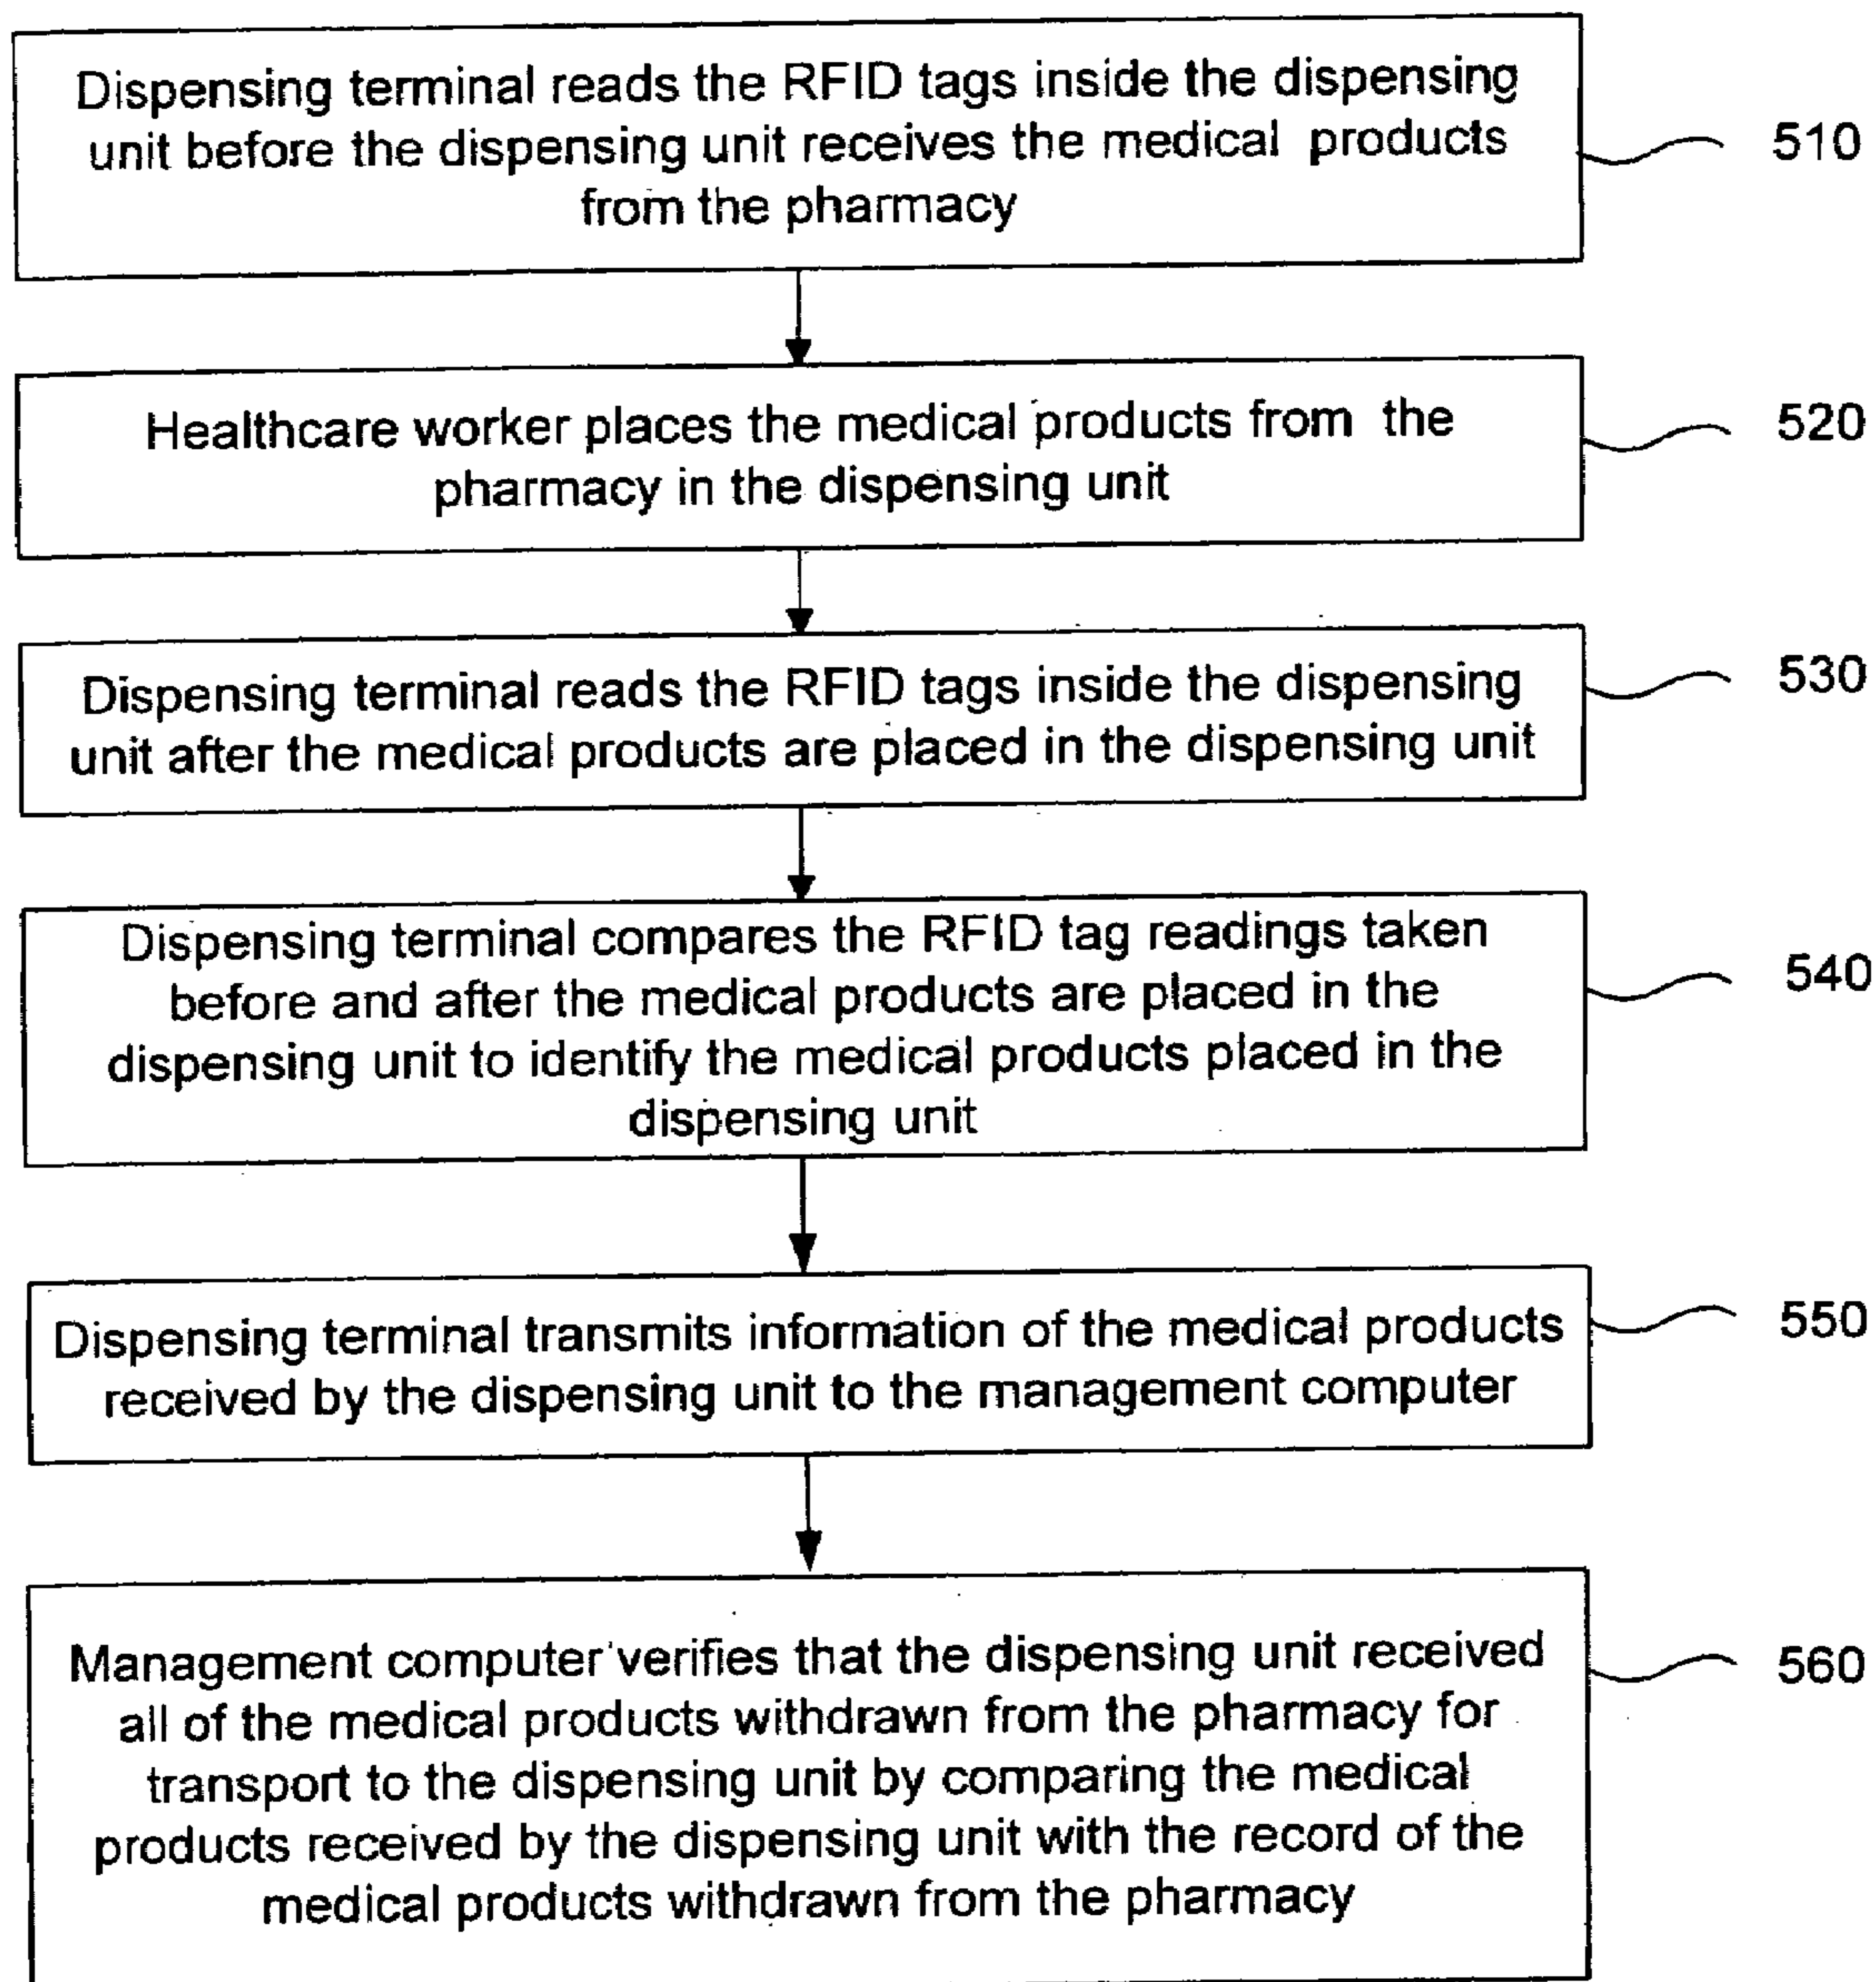 Dispensing terminal reads the RFID tags inside the dispensing
unit before the dispensing unit receives the medical products
from the pharmacy
510
Healthcare worker places the medical products from the
pharmacy in the dispensing unit
520
Dispensing terminal reads the RFID tags inside the dispensing
unit after the medical products are placed in the dispensing unit
530
Dispensing terminal compares the RFID tag readings taken
before and after the medical products are placed in the
dispensing unit to identify the medical products placed in the
dispensing unit
540
Dispensing terminal transmits information of the medical products
received by the dispensing unit to the management computer
550
Management computer verifies that the dispensing unit received
all of the medical products withdrawn from the pharmacy for
transport to the dispensing unit by comparing the medical
products received by the dispensing unit with the record of the
medical products withdrawn from the pharmacy
560